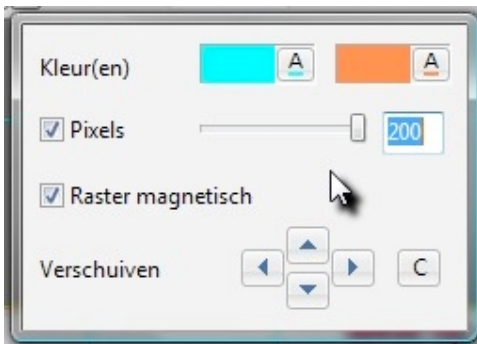 Kleur(en) A A
Pixels 200
Raster magnetisch
Verschuiven C